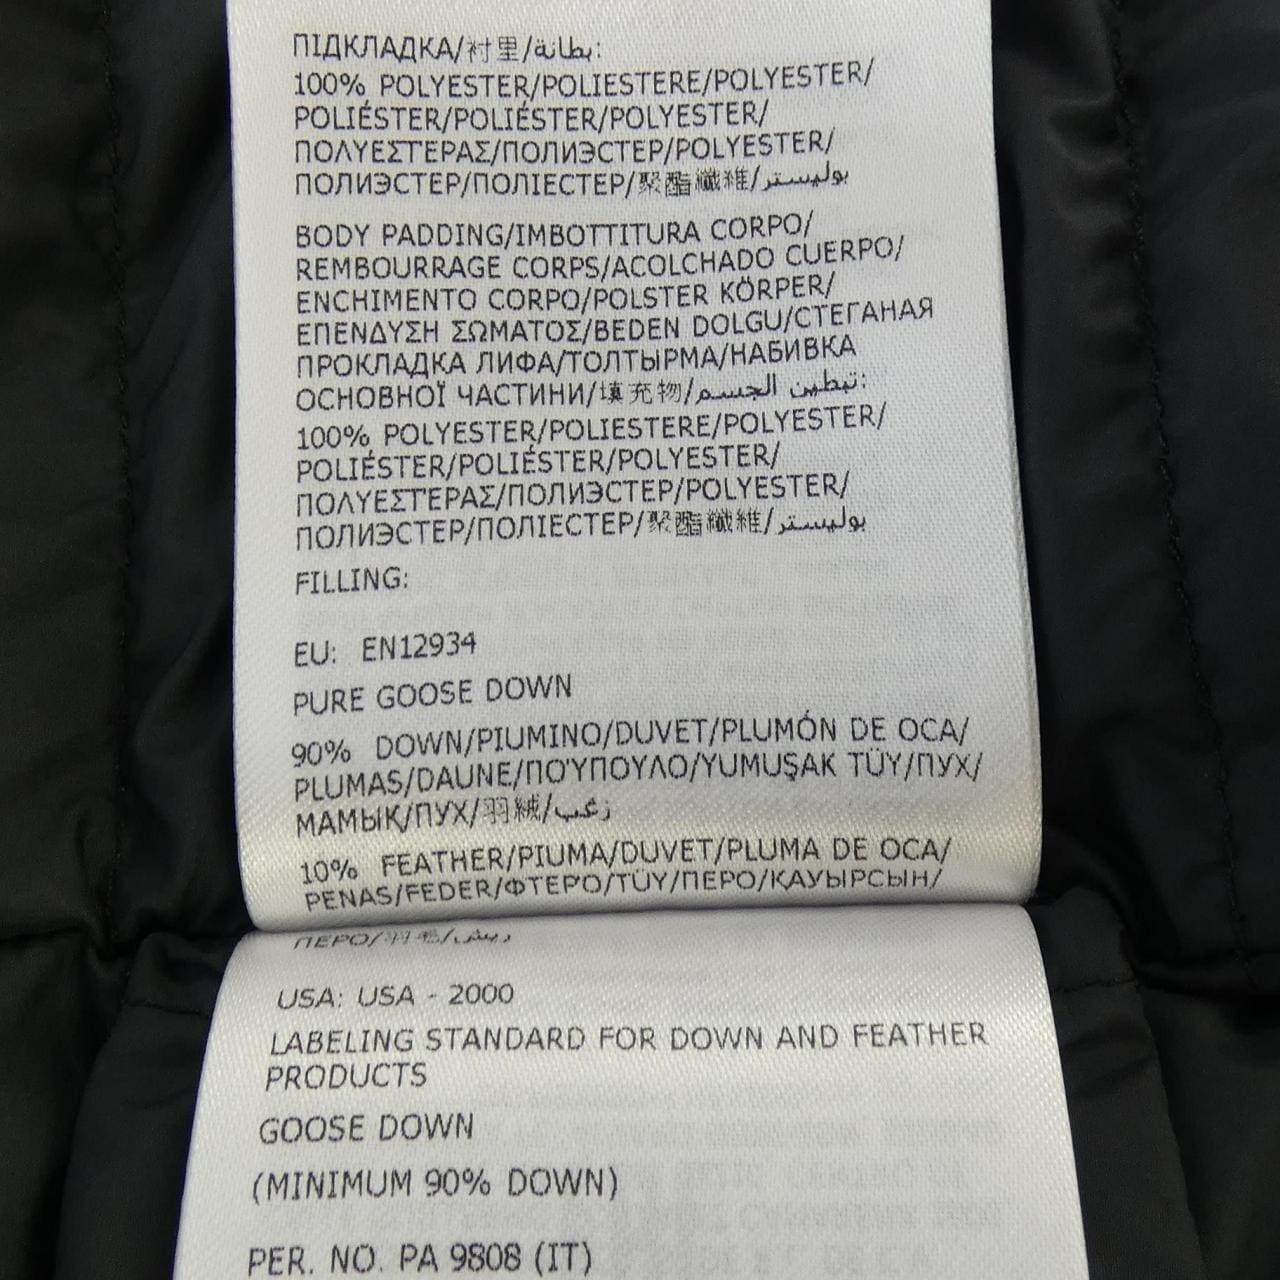 ПІДКЛАДКА/衬里/بطانة:
100% POLYESTER/POLIESTERE/POLYESTER/
POLIÉSTER/POLIÉSTER/POLYESTER/
ΠΟΛΥΕΣΤΕΡΑΣ/ПОЛИЭСТЕР/POLYESTER/
ПОЛИЭСТЕР/ПОЛІЕСТЕР/聚酯纖維/بوليستر
BODY PADDING/IMBOTTITURA CORPO/
REMBOURRAGE CORPS/ACOLCHADO CUERPO/
ENCHIMENTO CORPO/POLSTER KÖRPER/
ΕΠΕΝΔΥΣΗ ΣΩΜΑΤΟΣ/BEDEN DOLGU/СТЕГАНАЯ
ПРОКЛАДКА ЛИФА/ТОЛТЫРМА/НАБИВКА
ОСНОВНОЇ ЧАСТИНИ/填充物/تبطين الجسم:
100% POLYESTER/POLIESTERE/POLYESTER/
POLIÉSTER/POLIÉSTER/POLYESTER/
ΠΟΛΥΕΣΤΕΡΑΣ/ПОЛИЭСТЕР/POLYESTER/
ПОЛИЭСТЕР/ПОЛІЕСТЕР/聚酯纖維/بوليستر
FILLING:
EU: EN12934
PURE GOOSE DOWN
90% DOWN/PIUMINO/DUVET/PLUMÓN DE OCA/
PLUMAS/DAUNE/ΠΟΎΠΟΥΛΟ/YUMUŞAK TÜY/ПУХ/
МАМЫҚ/ПУХ/羽絨/زغب
10% FEATHER/PIUMA/DUVET/PLUMA DE OCA/
PENAS/FEDER/ΦΤΕΡΌ/TÜY/ПЕРО/ҚАУЫРСЫН/
ПЕРО/羽毛/ريش
USA: USA - 2000
LABELING STANDARD FOR DOWN AND FEATHER
PRODUCTS
GOOSE DOWN
(MINIMUM 90% DOWN)
PER. NO. PA 9808 (IT)